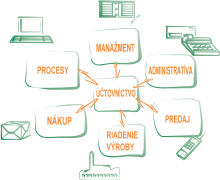 MANAŽMENT
PROCESY
ADMINISTRATÍVA
ÚČTOVNÍCTVO
NÁKUP
PREDAJ
RIADENIE
VÝROBY